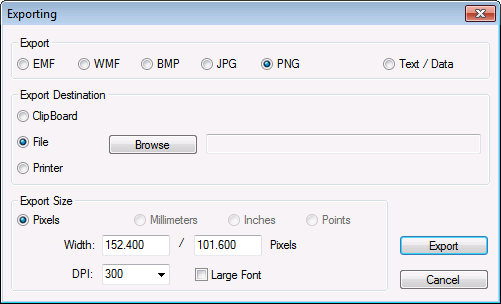 Exporting
Export
EMF WMF BMP JPG PNG Text / Data
Export Destination
ClipBoard
File Browse
Printer
Export Size
Pixels Millimeters Inches Points
Width: 152.400 / 101.600 Pixels Export
DPI: 300 Large Font Cancel